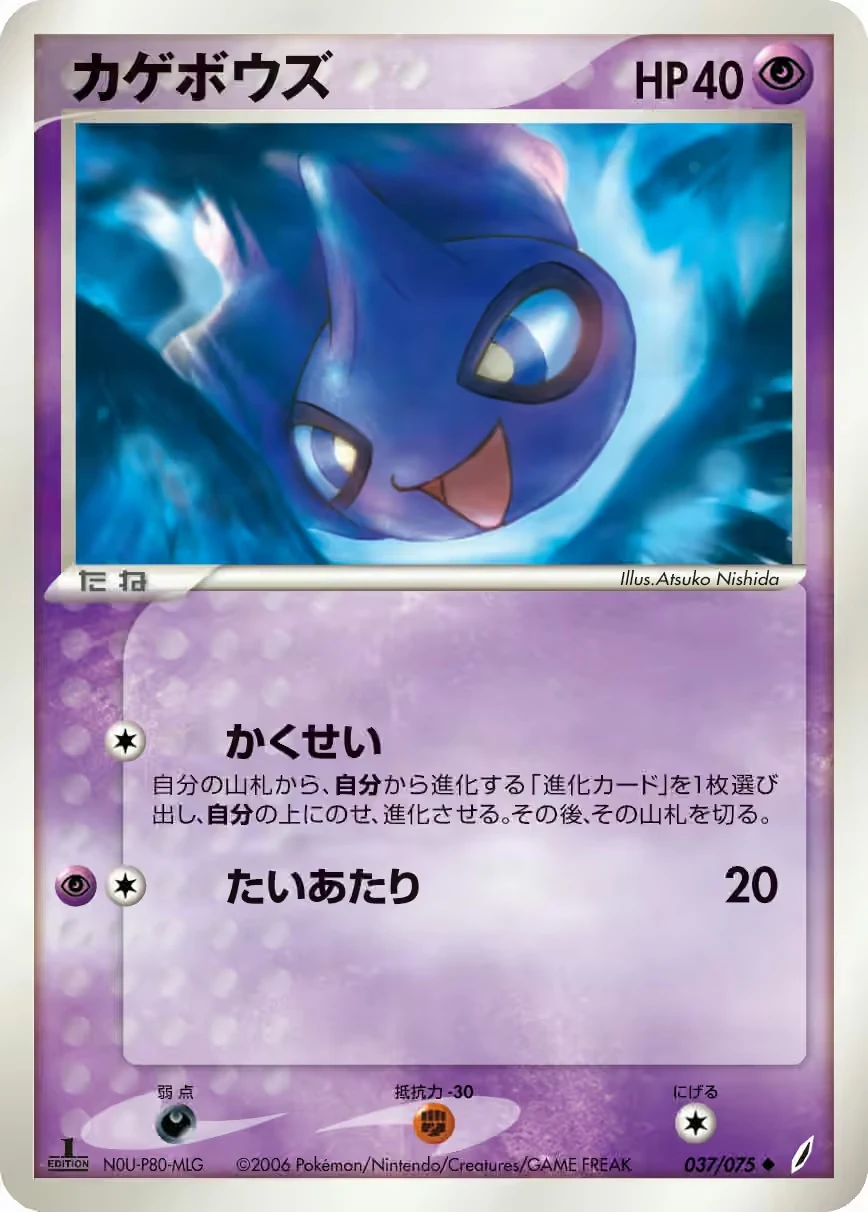 カゲボウズ HP40
たね Illus.Atsuko Nishida
かくせい
自分の山札から、自分から進化する「進化カード」を1枚選び
出し、自分の上にのせ、進化させる。その後、その山札を切る。
たいあたり 20
弱点 抵抗力-30 にげる
1 EDITION N0U-P80-MLG ©2006 Pokémon/Nintendo/Creatures/GAME FREAK 037/075 ◆